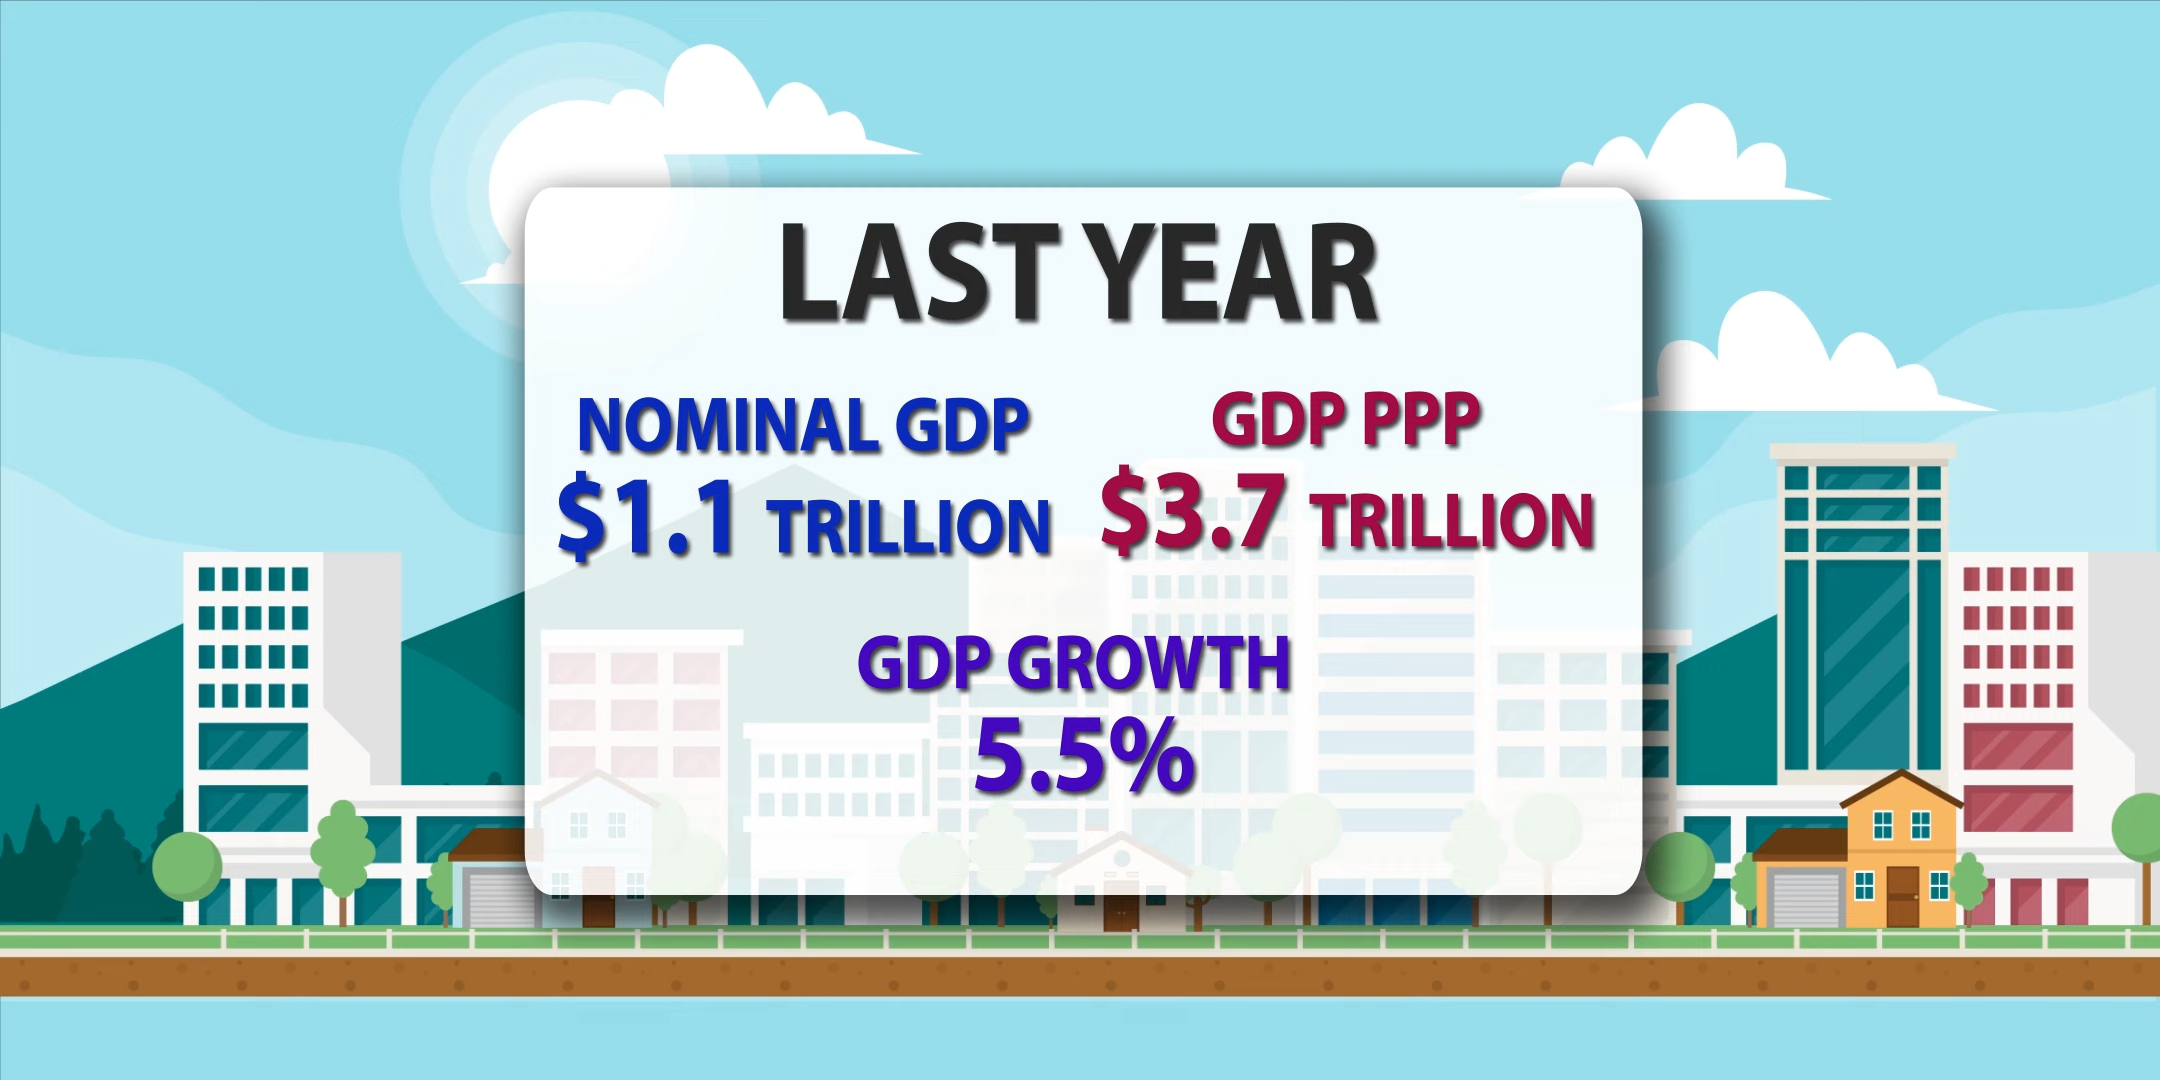 LAST YEAR
NOMINAL GDP
$1.1 TRILLION
GDP PPP
$3.7 TRILLION
GDP GROWTH
5.5%